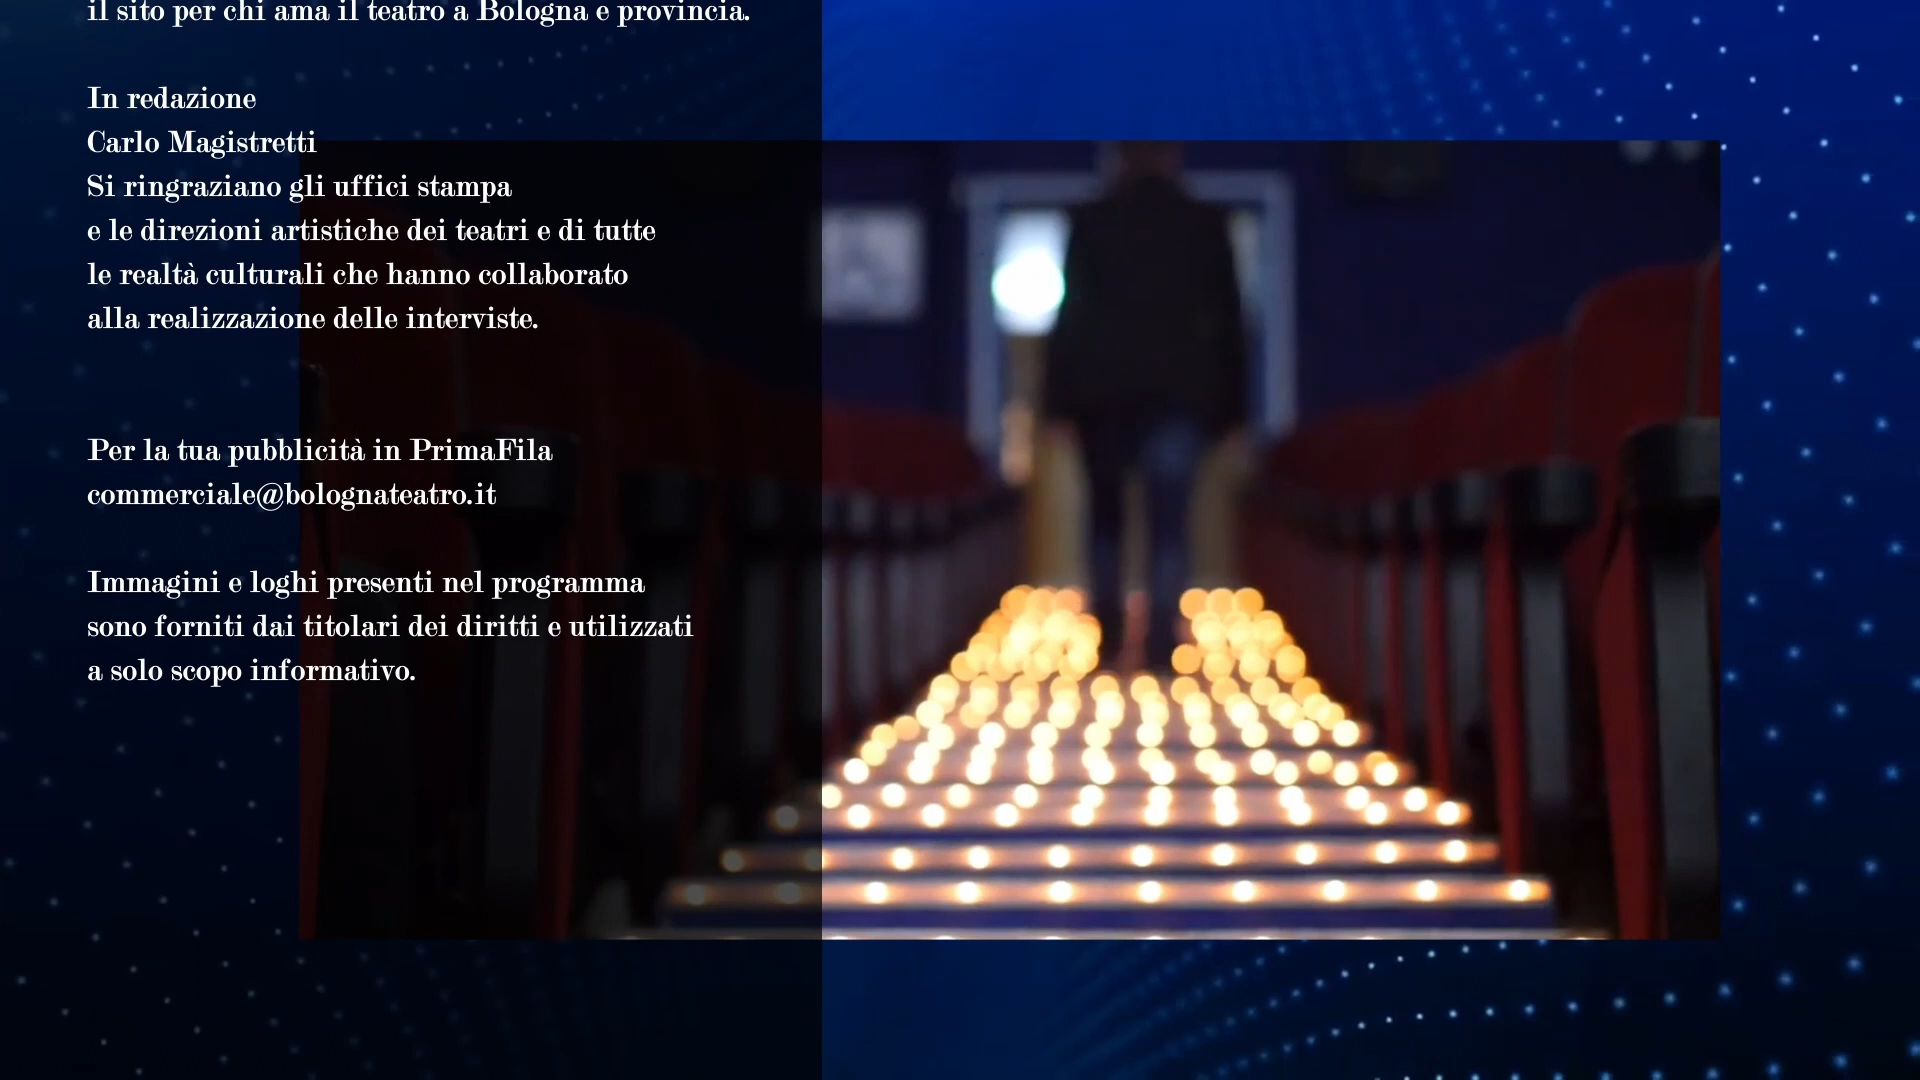 il sito per chi ama il teatro a Bologna e provincia.
In redazione
Carlo Magistretti
Si ringraziano gli uffici stampa
e le direzioni artistiche dei teatri e di tutte
le realtà culturali che hanno collaborato
alla realizzazione delle interviste.
Per la tua pubblicità in PrimaFila
commerciale@bolognateatro.it
Immagini e loghi presenti nel programma
sono forniti dai titolari dei diritti e utilizzati
a solo scopo informativo.